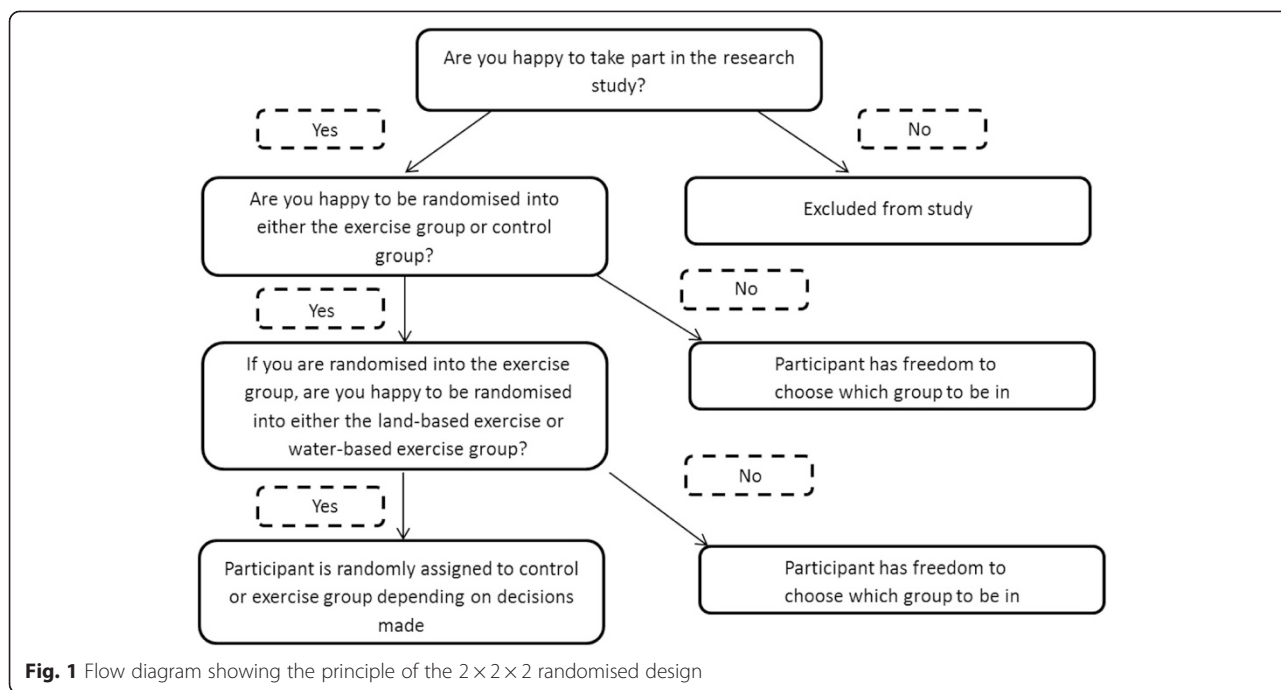 Are you happy to take part in the research
study?
Yes
No
Are you happy to be randomised into
either the exercise group or control
group?
Excluded from study
Yes
No
If you are randomised into the exercise
group, are you happy to be randomised
into either the land-based exercise or
water-based exercise group?
Participant has freedom to
choose which group to be in
Yes
No
Participant is randomly assigned to control
or exercise group depending on decisions
made
Participant has freedom to
choose which group to be in
Fig. 1 Flow diagram showing the principle of the 2 × 2 × 2 randomised design